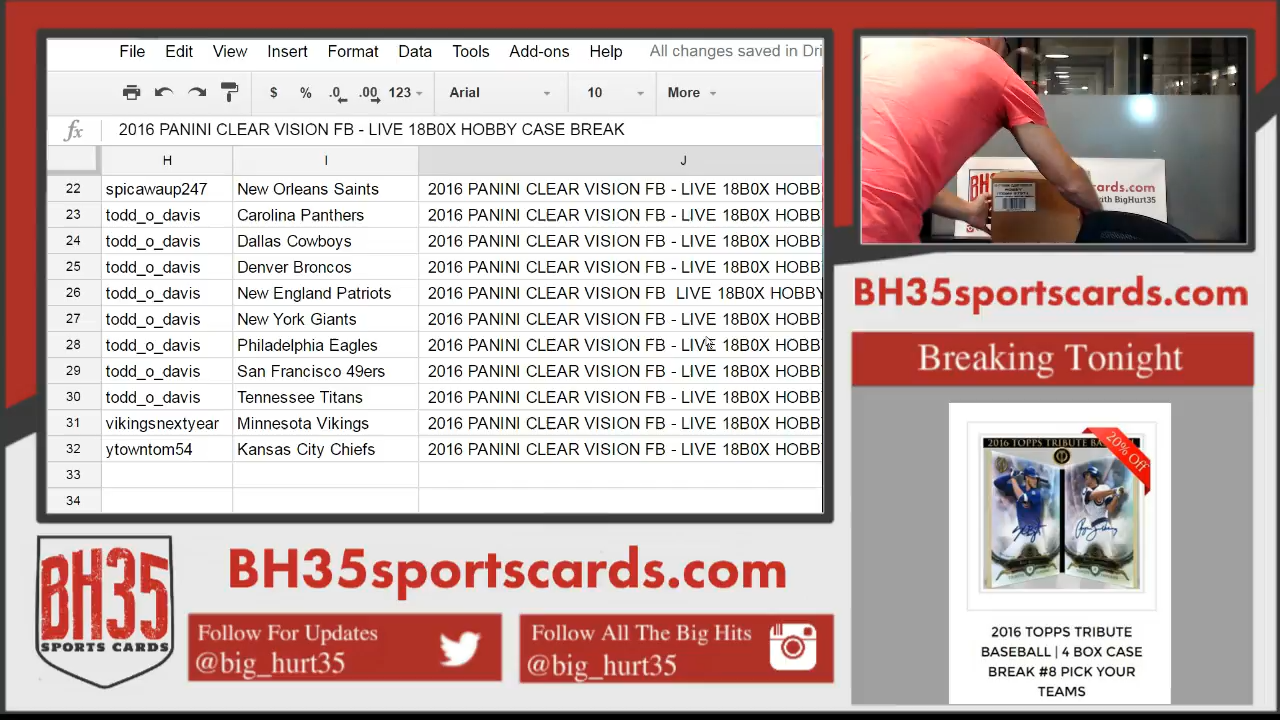 File Edit View Insert Format Data Tools Add-ons Help All changes saved in Dri
$ % .0 .00 123 Arial 10 More
fx 2016 PANINI CLEAR VISION FB - LIVE 18B0X HOBBY CASE BREAK
H I J
22 spicawaup247 New Orleans Saints 2016 PANINI CLEAR VISION FB - LIVE 18B0X HOBB
23 todd_o_davis Carolina Panthers 2016 PANINI CLEAR VISION FB - LIVE 18B0X HOBB
24 todd_o_davis Dallas Cowboys 2016 PANINI CLEAR VISION FB - LIVE 18B0X HOBB
25 todd_o_davis Denver Broncos 2016 PANINI CLEAR VISION FB - LIVE 18B0X HOBB
26 todd_o_davis New England Patriots 2016 PANINI CLEAR VISION FB LIVE 18B0X HOBBY
27 todd_o_davis New York Giants 2016 PANINI CLEAR VISION FB - LIVE 18B0X HOBB
28 todd_o_davis Philadelphia Eagles 2016 PANINI CLEAR VISION FB - LIVE 18B0X HOBB
29 todd_o_davis San Francisco 49ers 2016 PANINI CLEAR VISION FB - LIVE 18B0X HOBB
30 todd_o_davis Tennessee Titans 2016 PANINI CLEAR VISION FB - LIVE 18B0X HOBB
31 vikingsnextyear Minnesota Vikings 2016 PANINI CLEAR VISION FB - LIVE 18B0X HOBB
32 ytowntom54 Kansas City Chiefs 2016 PANINI CLEAR VISION FB - LIVE 18B0X HOBB
33
34
BH35
SPORTS CARDS
BH35sportscards.com
Follow For Updates
@big_hurt35
Follow All The Big Hits
@big_hurt35
cards.com
with BigHurt35
BH35sportscards.com
Breaking Tonight
2016 TOPPS TRIBUTE BASEBALL
20% Off
2016 TOPPS TRIBUTE
BASEBALL | 4 BOX CASE
BREAK #8 PICK YOUR
TEAMS